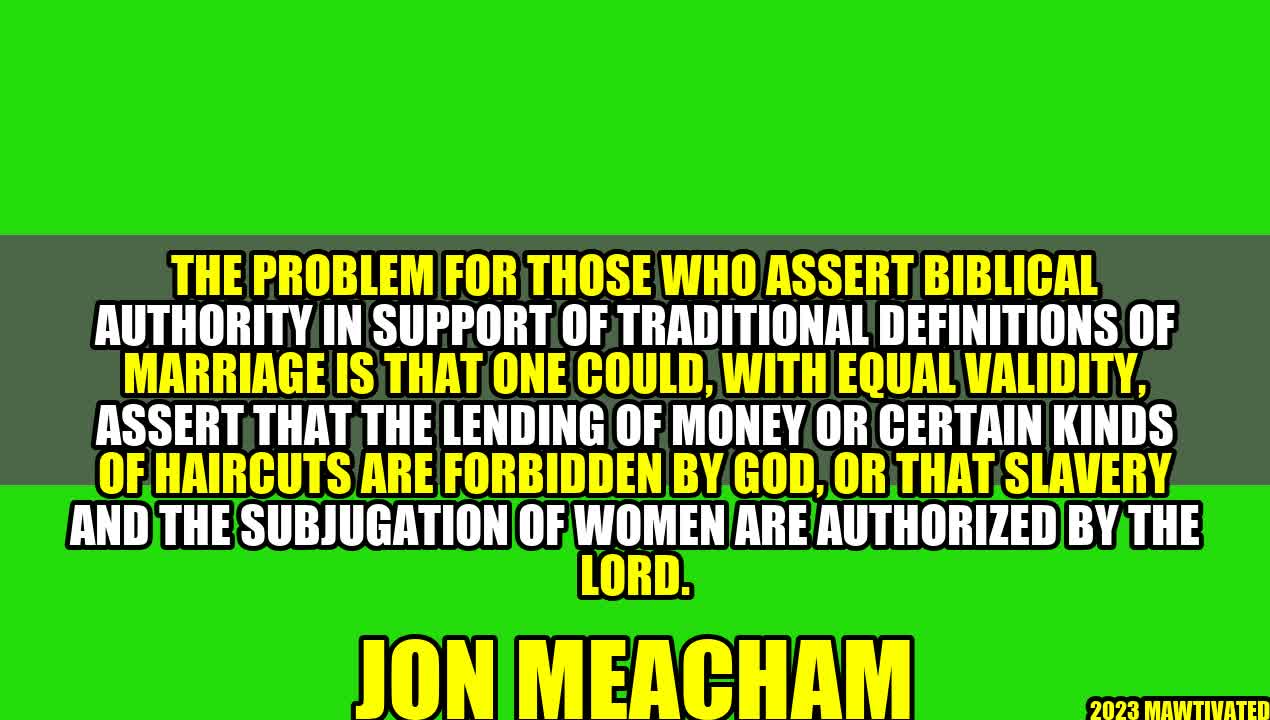 THE PROBLEM FOR THOSE WHO ASSERT BIBLICAL
AUTHORITY IN SUPPORT OF TRADITIONAL DEFINITIONS OF
MARRIAGE IS THAT ONE COULD, WITH EQUAL VALIDITY,
ASSERT THAT THE LENDING OF MONEY OR CERTAIN KINDS
OF HAIRCUTS ARE FORBIDDEN BY GOD, OR THAT SLAVERY
AND THE SUBJUGATION OF WOMEN ARE AUTHORIZED BY THE
LORD.
JON MEACHAM
2023 MAWTIVATED